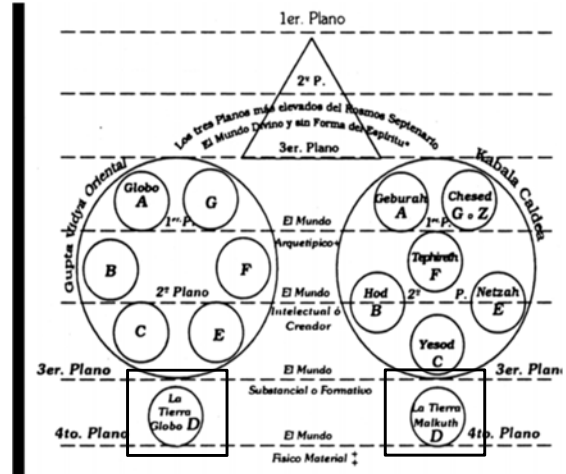 1er. Plano
2º P.
Los tres Planos más elevados del Kosmos Septenario
El Mundo Divino y sin Forma del Espíritu*
3er. Plano
Gupta Vidya Oriental
Kabala Caldea
Globo
A
G
1er. P.
B
F
2º Plano
C
E
El Mundo
Arquetípico+
El Mundo
Intelectual ó
Creador
Geburah
A
Chesed
G o Z
1er P.
Tephireth
F
Hod
B
2º P.
Netzah
E
Yesod
C
3er. Plano
El Mundo
3er. Plano
Substancial o Formativo
La
Tierra
Globo D
La Tierra
Malkuth
D
4to. Plano
El Mundo
4to. Plano
Fisico Material ‡